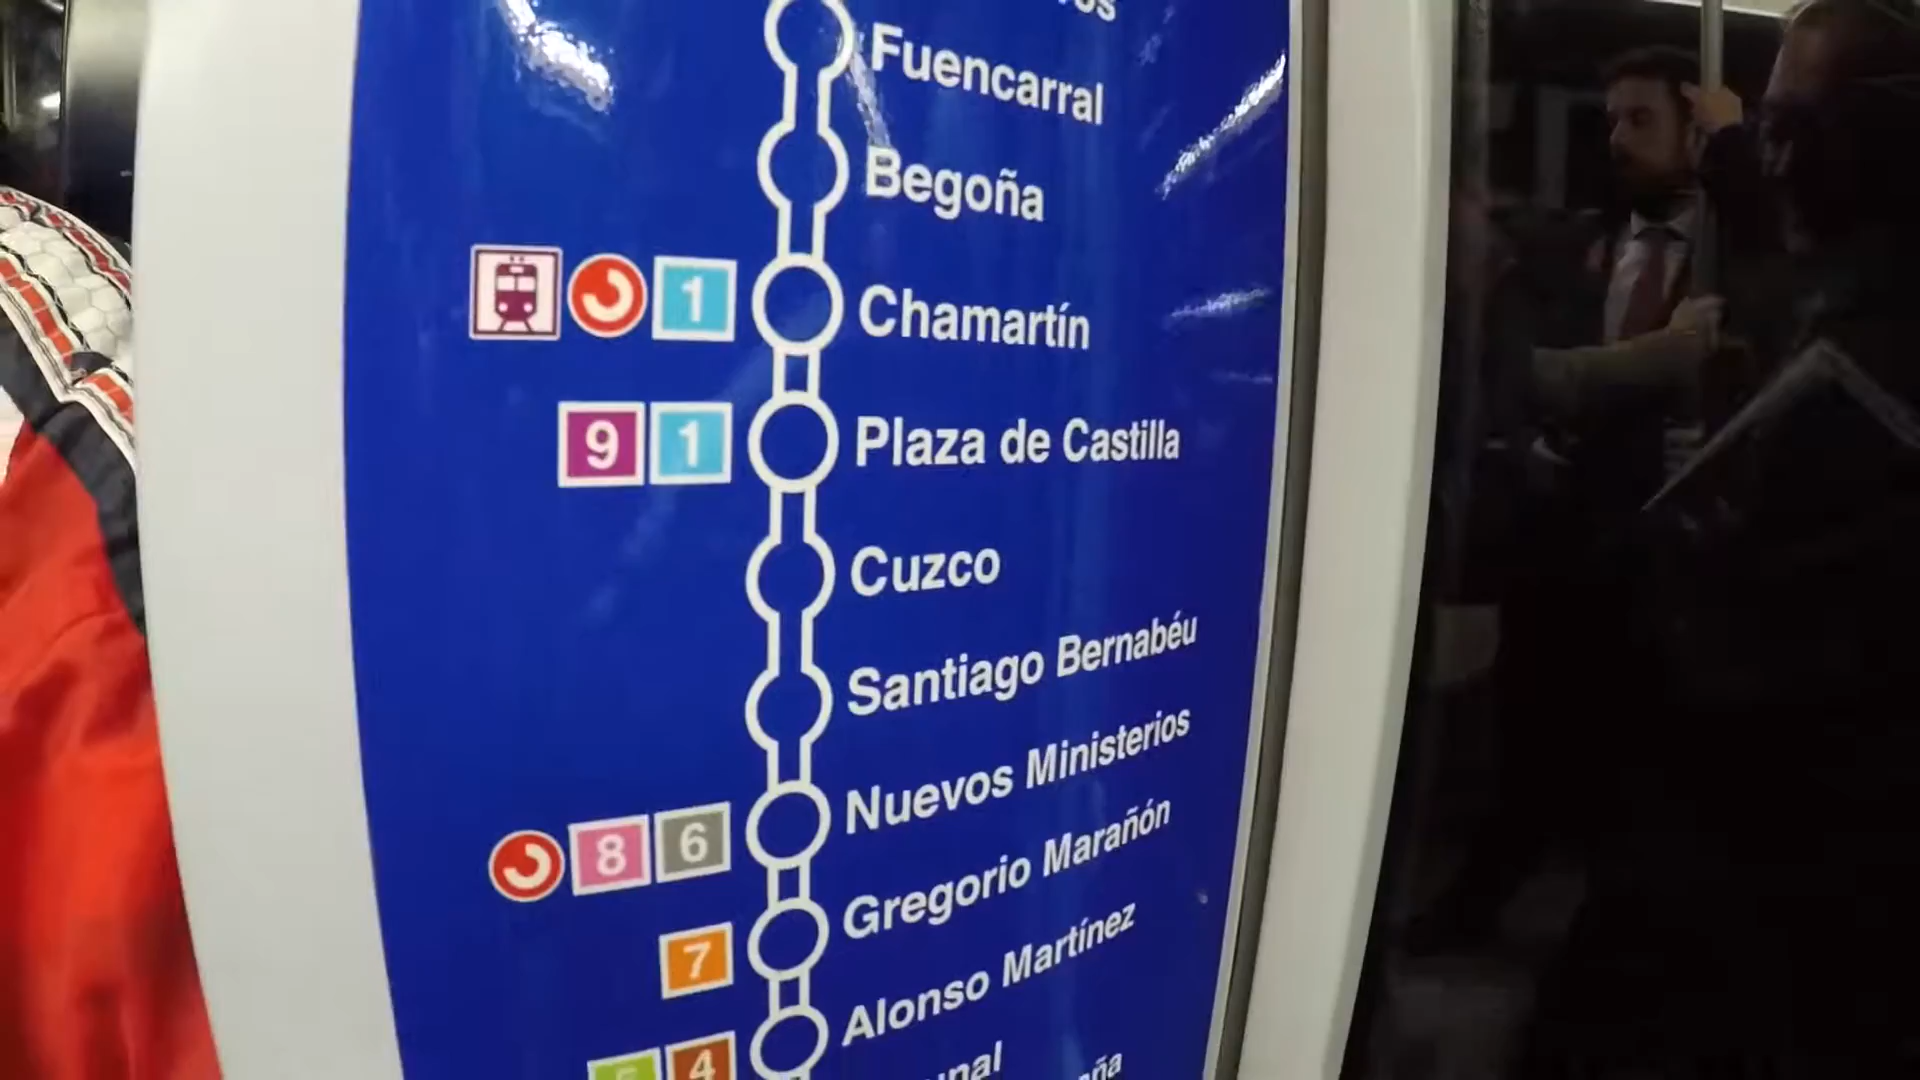 Fuencarral
Begoña
1 Chamartín
9 1 Plaza de Castilla
Cuzco
Santiago Bernabéu
8 6 Nuevos Ministerios
7 Gregorio Marañón
5 4 Alonso Martínez